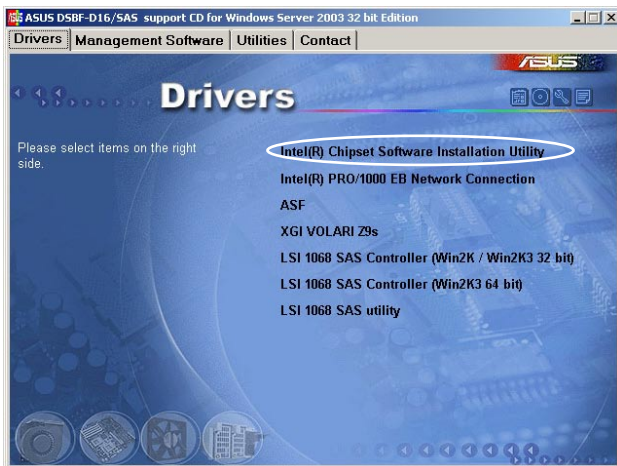 ASUS DSBF-D16/SAS support CD for Windows Server 2003 32 bit Edition
Drivers Management Software Utilities Contact
ASUS
Drivers
Please select items on the right
side.
Intel(R) Chipset Software Installation Utility
Intel(R) PRO/1000 EB Network Connection
ASF
XGI VOLARI Z9s
LSI 1068 SAS Controller (Win2K / Win2K3 32 bit)
LSI 1068 SAS Controller (Win2K3 64 bit)
LSI 1068 SAS utility